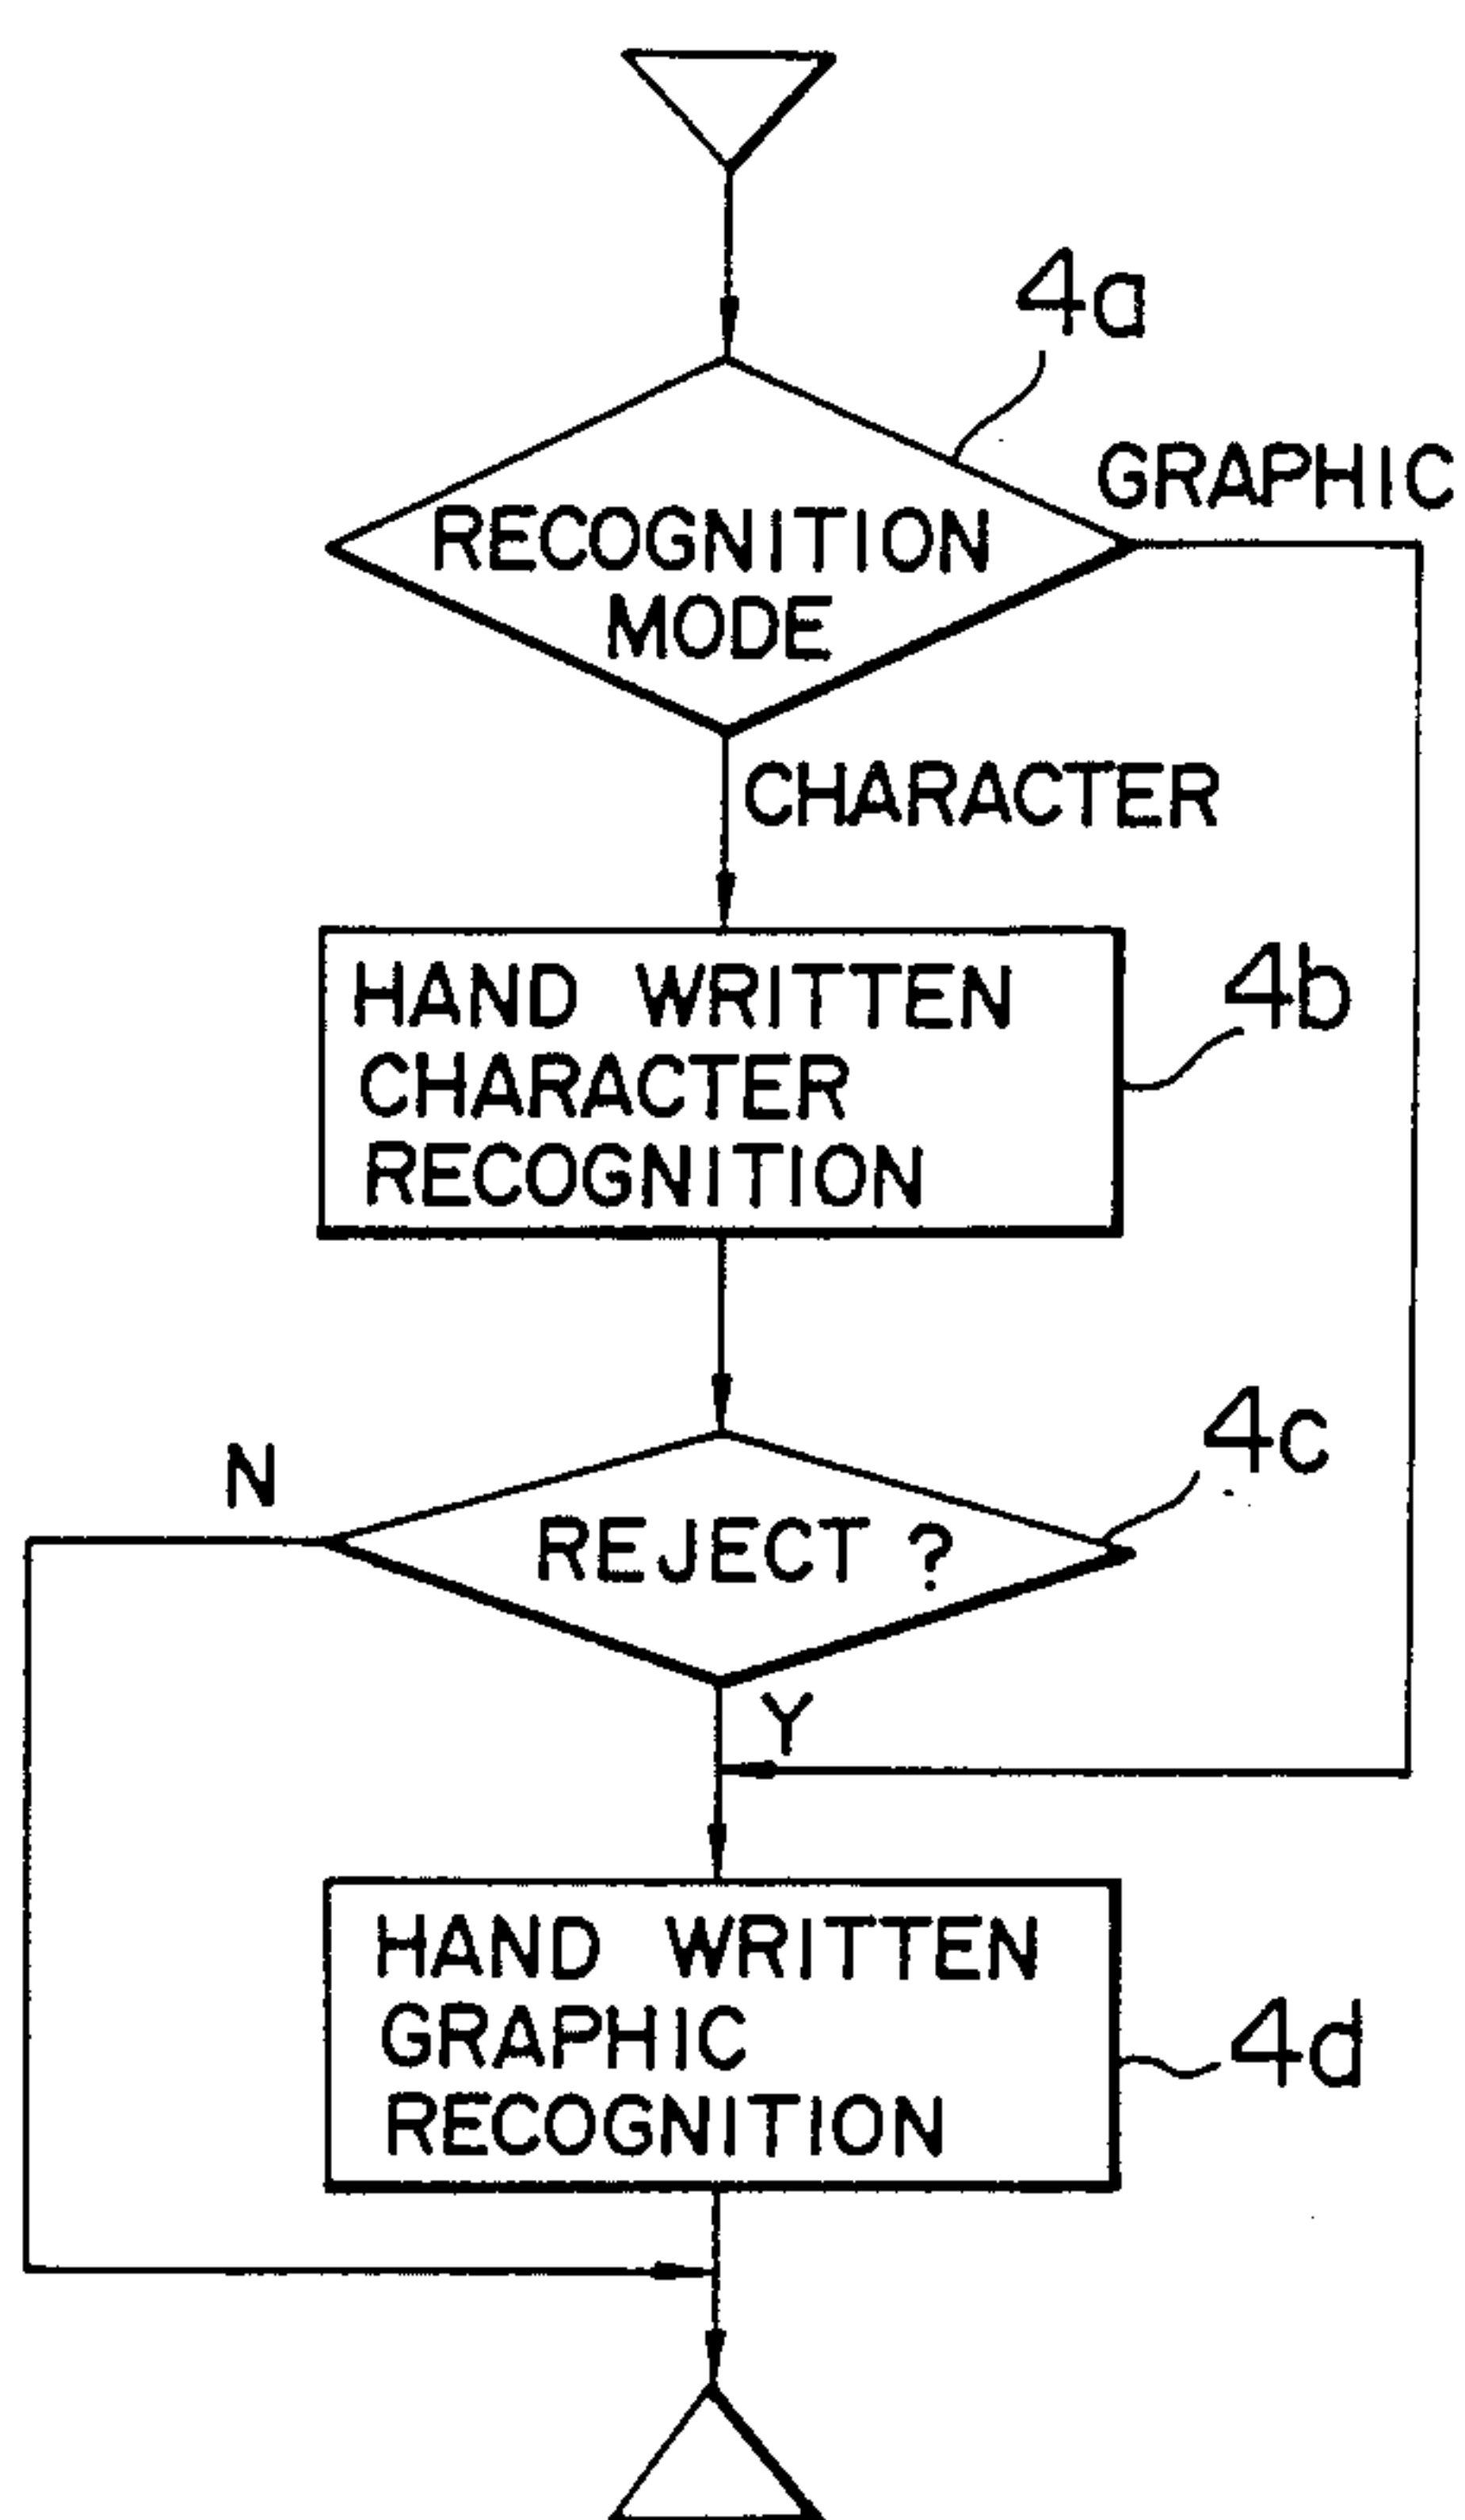 4a
GRAPHIC
RECOGNITION
MODE
CHARACTER
HAND WRITTEN
CHARACTER
RECOGNITION
4b
4c
N
REJECT ?
Y
HAND WRITTEN
GRAPHIC
RECOGNITION
4d